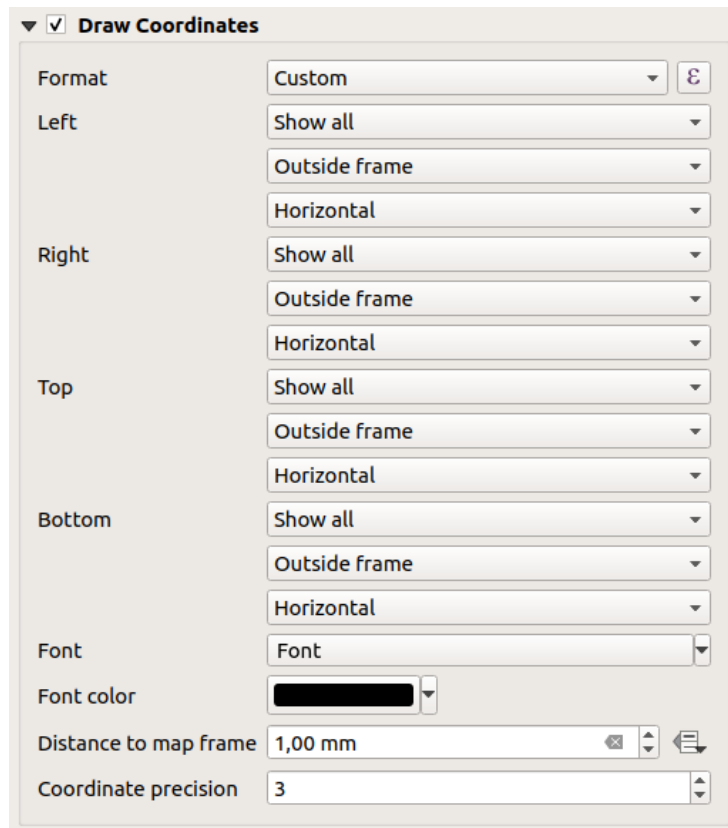 Draw Coordinates
Format Custom ε
Left Show all
Outside frame
Horizontal
Right Show all
Outside frame
Horizontal
Top Show all
Outside frame
Horizontal
Bottom Show all
Outside frame
Horizontal
Font Font
Font color
Distance to map frame 1,00 mm
Coordinate precision 3